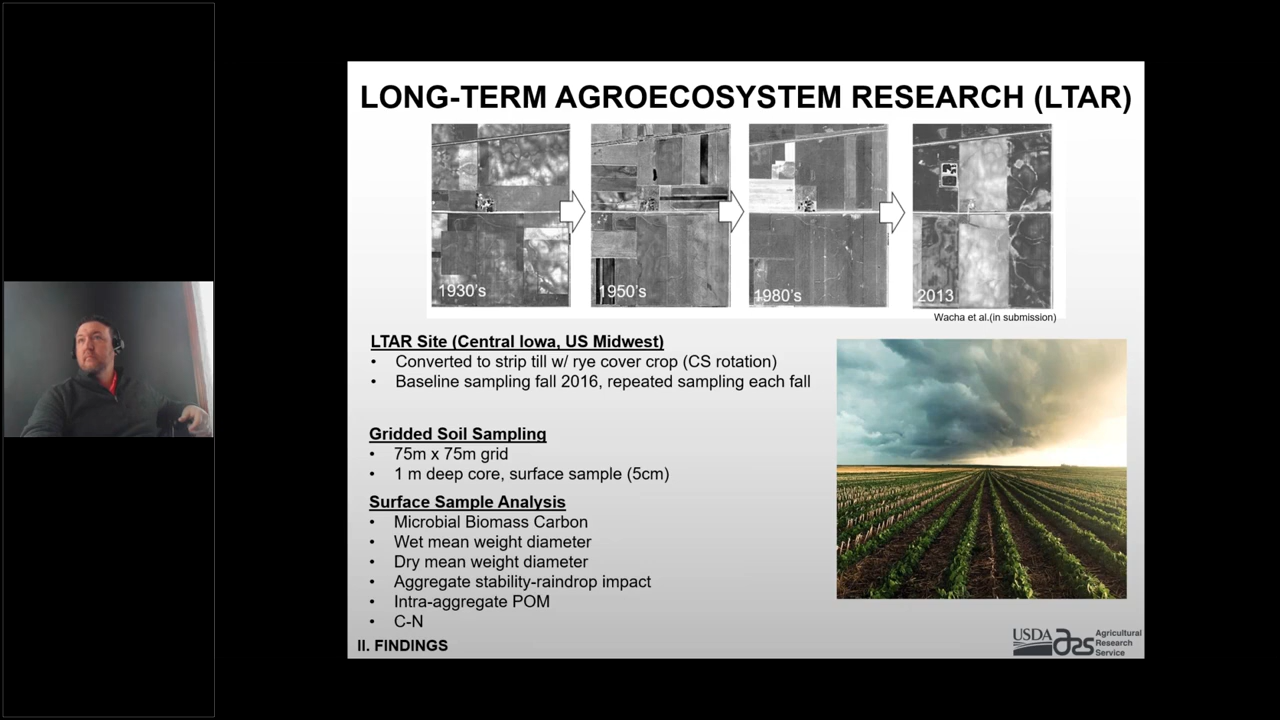 LONG-TERM AGROECOSYSTEM RESEARCH (LTAR)
1930's
1950's
1980's
2013
Wacha et al.(in submission)
LTAR Site (Central Iowa, US Midwest)
• Converted to strip till w/ rye cover crop (CS rotation)
• Baseline sampling fall 2016, repeated sampling each fall
Gridded Soil Sampling
• 75m x 75m grid
• 1 m deep core, surface sample (5cm)
Surface Sample Analysis
• Microbial Biomass Carbon
• Wet mean weight diameter
• Dry mean weight diameter
• Aggregate stability-raindrop impact
• Intra-aggregate POM
• C-N
II. FINDINGS
USDA ars Agricultural
Research
Service